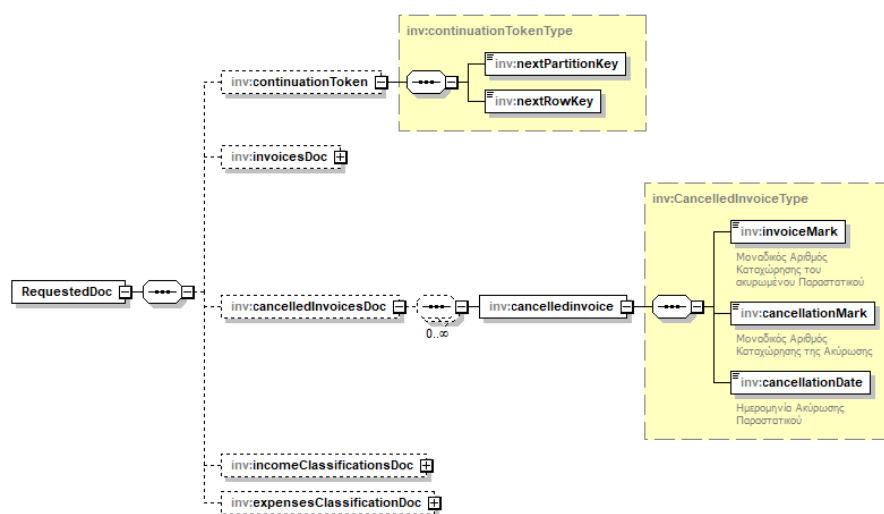 inv:continuationTokenType
inv:continuationToken
inv:nextPartitionKey
inv:nextRowKey
inv:invoicesDoc
inv:CancelledInvoiceType
inv:invoiceMark
Μοναδικός Αριθμός
Καταχώρησης του
ακυρωμένου Παραστατικού
RequestedDoc
inv:cancelledInvoicesDoc
0..∞
inv:cancelledinvoice
inv:cancellationMark
Μοναδικός Αριθμός
Καταχώρησης της Ακύρωσης
inv:cancellationDate
Ημερομηνία Ακύρωσης
Παραστατικού
inv:incomeClassificationsDoc
inv:expensesClassificationDoc